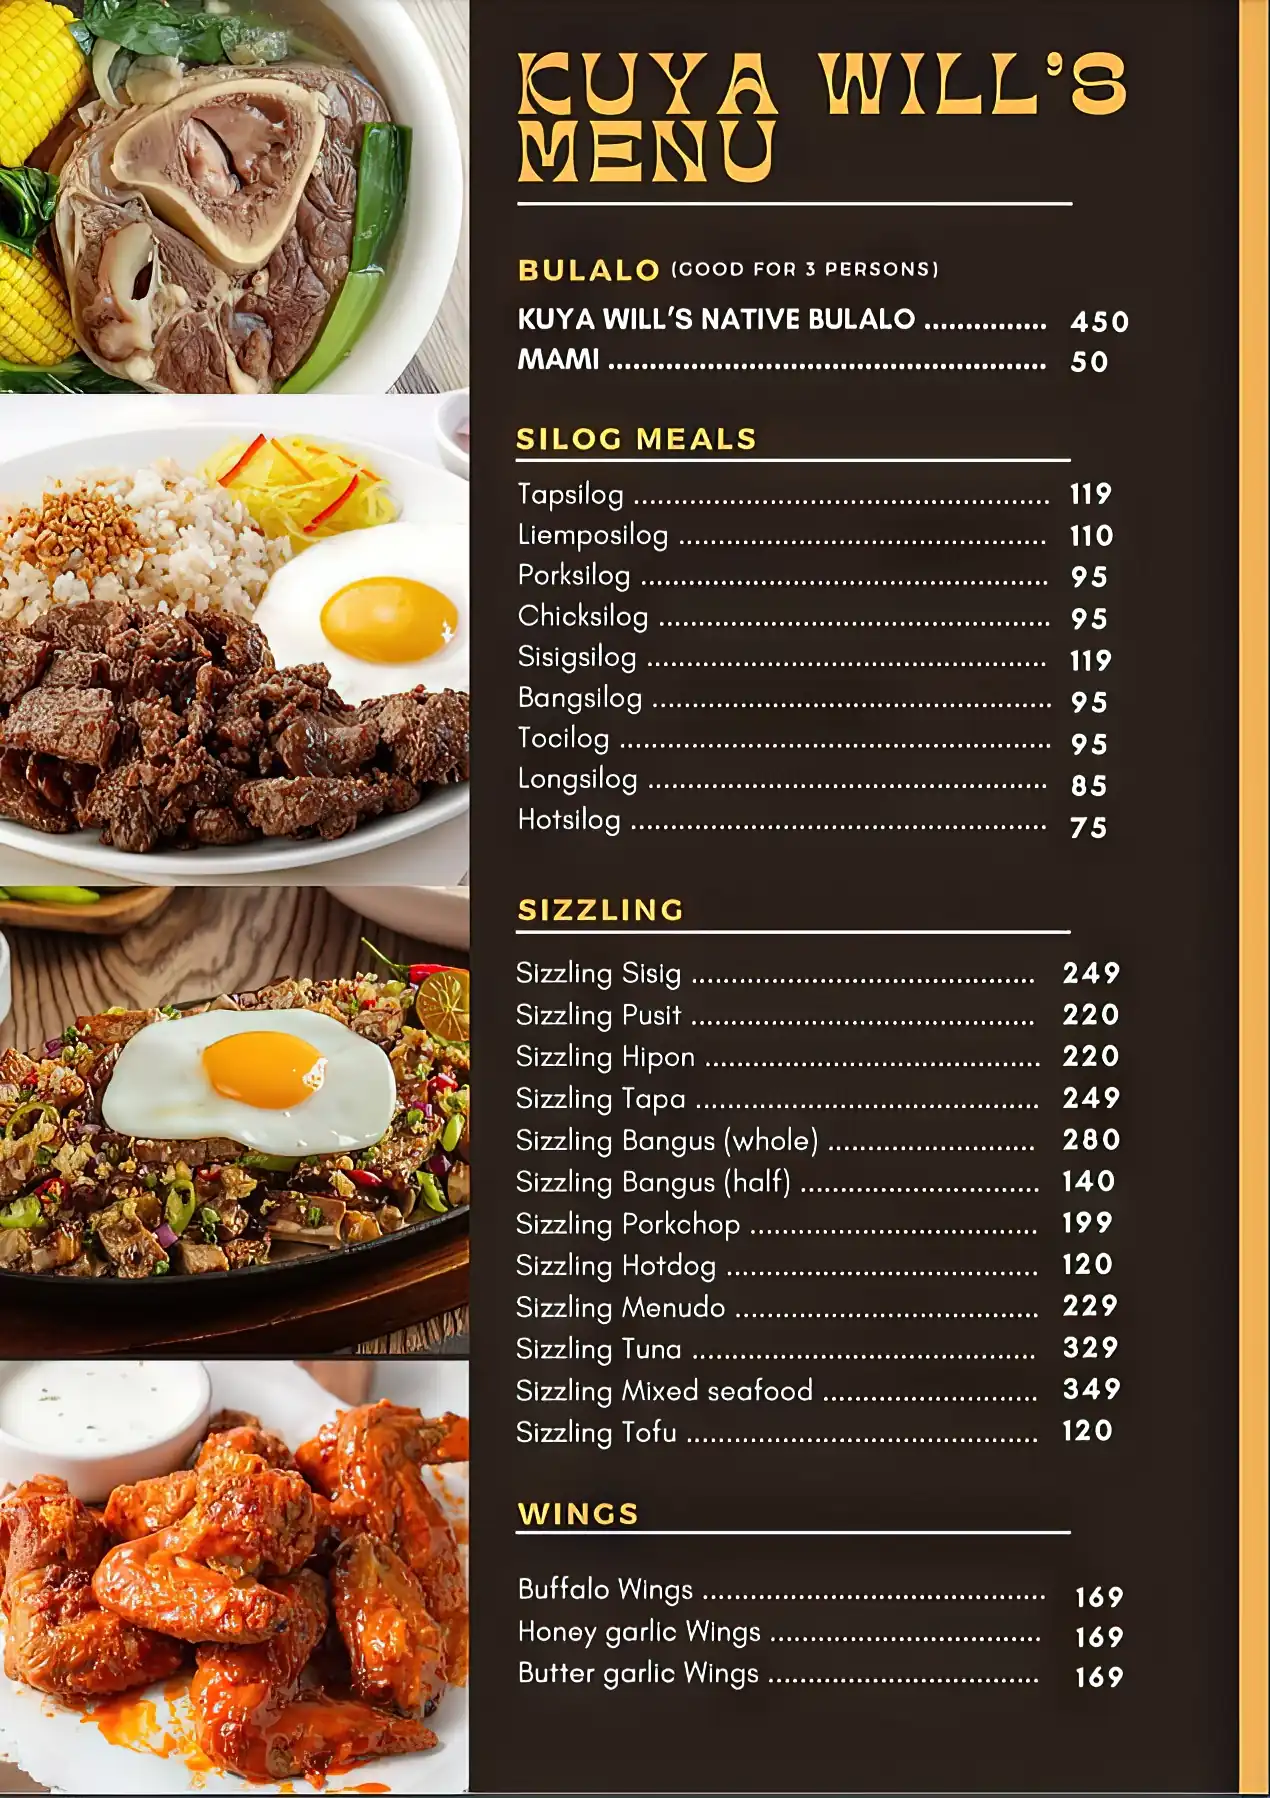 KUYA WILL'S
MENU
BULALO (GOOD FOR 3 PERSONS)
KUYA WILL'S NATIVE BULALO ............... 450
MAMI ...................................................... 50
SILOG MEALS
Tapsilog .................................................... 119
Liemposilog .............................................. 110
Porksilog ................................................... 95
Chicksilog ................................................. 95
Sisigsilog .................................................. 119
Bangsilog .................................................. 95
Tocilog ...................................................... 95
Longsilog .................................................. 85
Hotsilog .................................................... 75
SIZZLING
Sizzling Sisig ........................................... 249
Sizzling Pusit ........................................... 220
Sizzling Hipon .......................................... 220
Sizzling Tapa ........................................... 249
Sizzling Bangus (whole) .......................... 280
Sizzling Bangus (half) .............................. 140
Sizzling Porkchop .................................... 199
Sizzling Hotdog ....................................... 120
Sizzling Menudo ...................................... 229
Sizzling Tuna ........................................... 329
Sizzling Mixed seafood ........................... 349
Sizzling Tofu ............................................ 120
WINGS
Buffalo Wings ........................................... 169
Honey garlic Wings .................................. 169
Butter garlic Wings .................................. 169